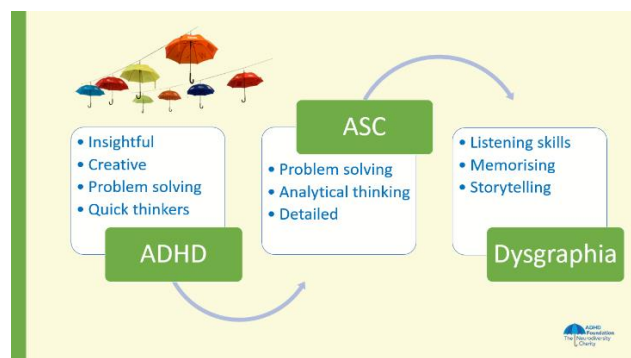 • Insightful
• Creative
• Problem solving
• Quick thinkers
ADHD
ASC
• Problem solving
• Analytical thinking
• Detailed
• Listening skills
• Memorising
• Storytelling
Dysgraphia
ADHD
Foundation
The Neurodiversity
Charity